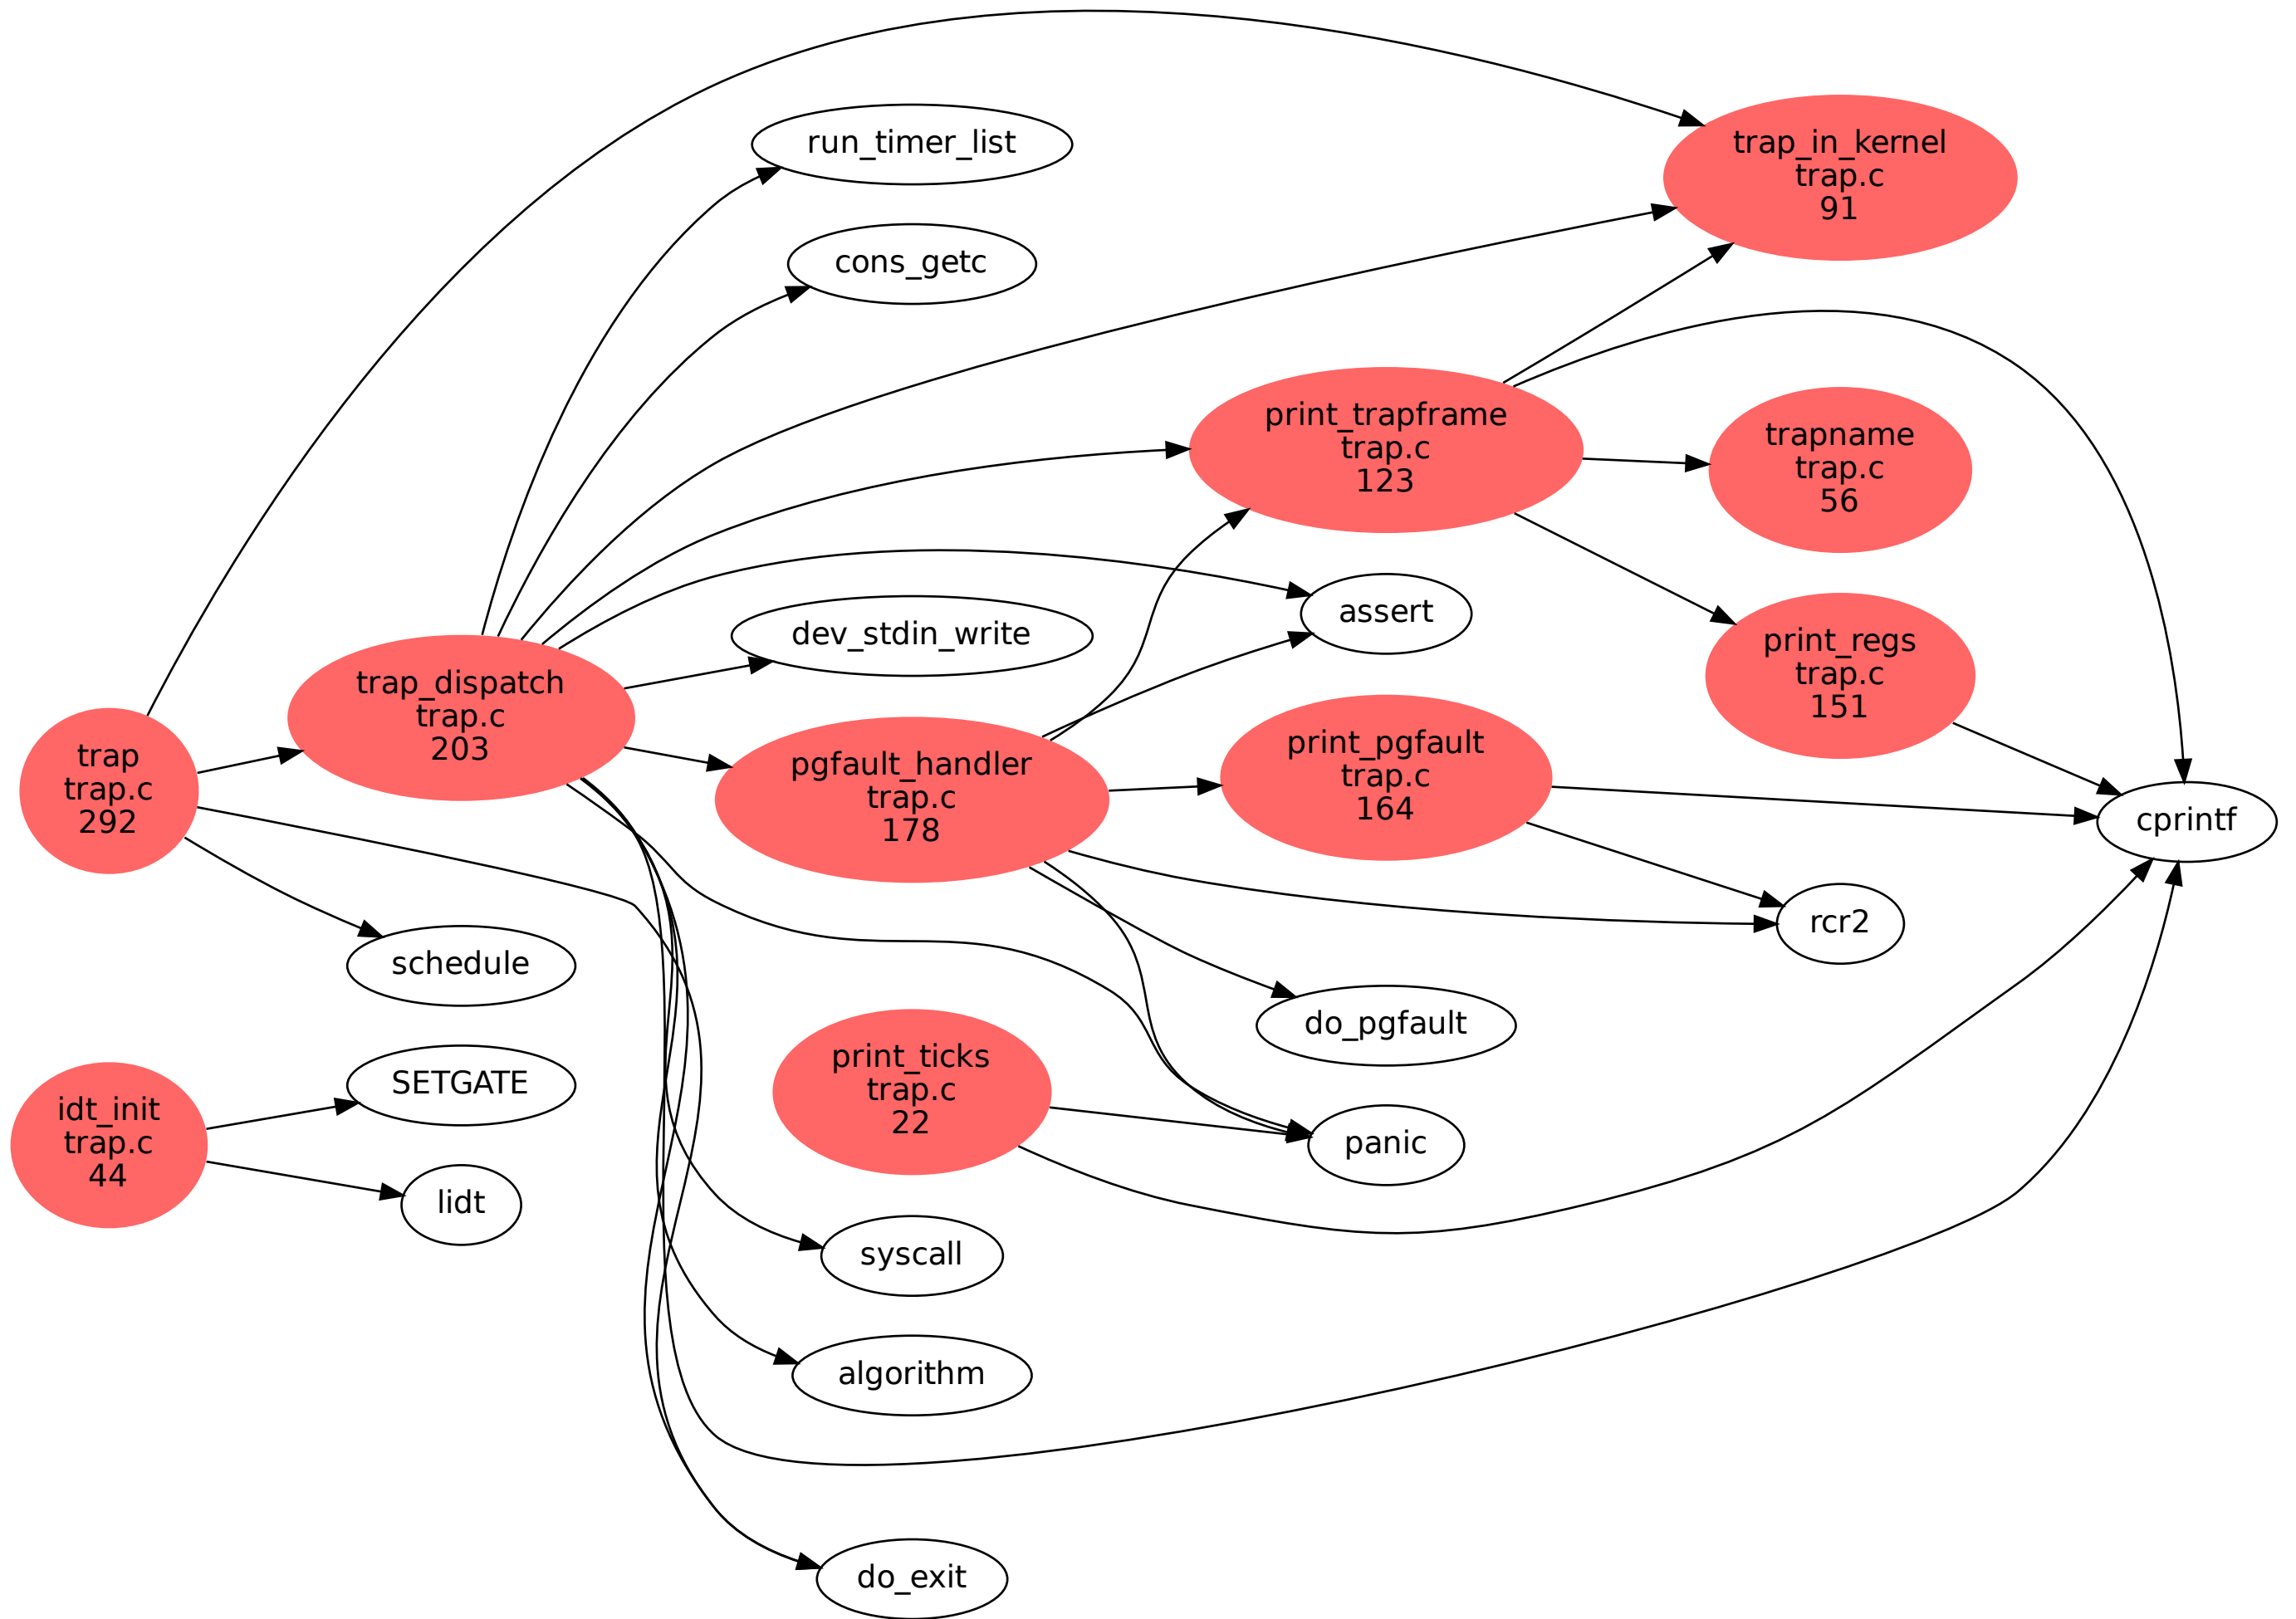 run_timer_list
cons_getc
trap_in_kernel
trap.c
91
print_trapframe
trap.c
123
trapname
trap.c
56
assert
dev_stdin_write
print_regs
trap.c
151
trap_dispatch
trap.c
203
trap
trap.c
292
pgfault_handler
trap.c
178
print_pgfault
trap.c
164
cprintf
rcr2
schedule
do_pgfault
SETGATE
idt_init
trap.c
44
lidt
print_ticks
trap.c
22
panic
syscall
algorithm
do_exit